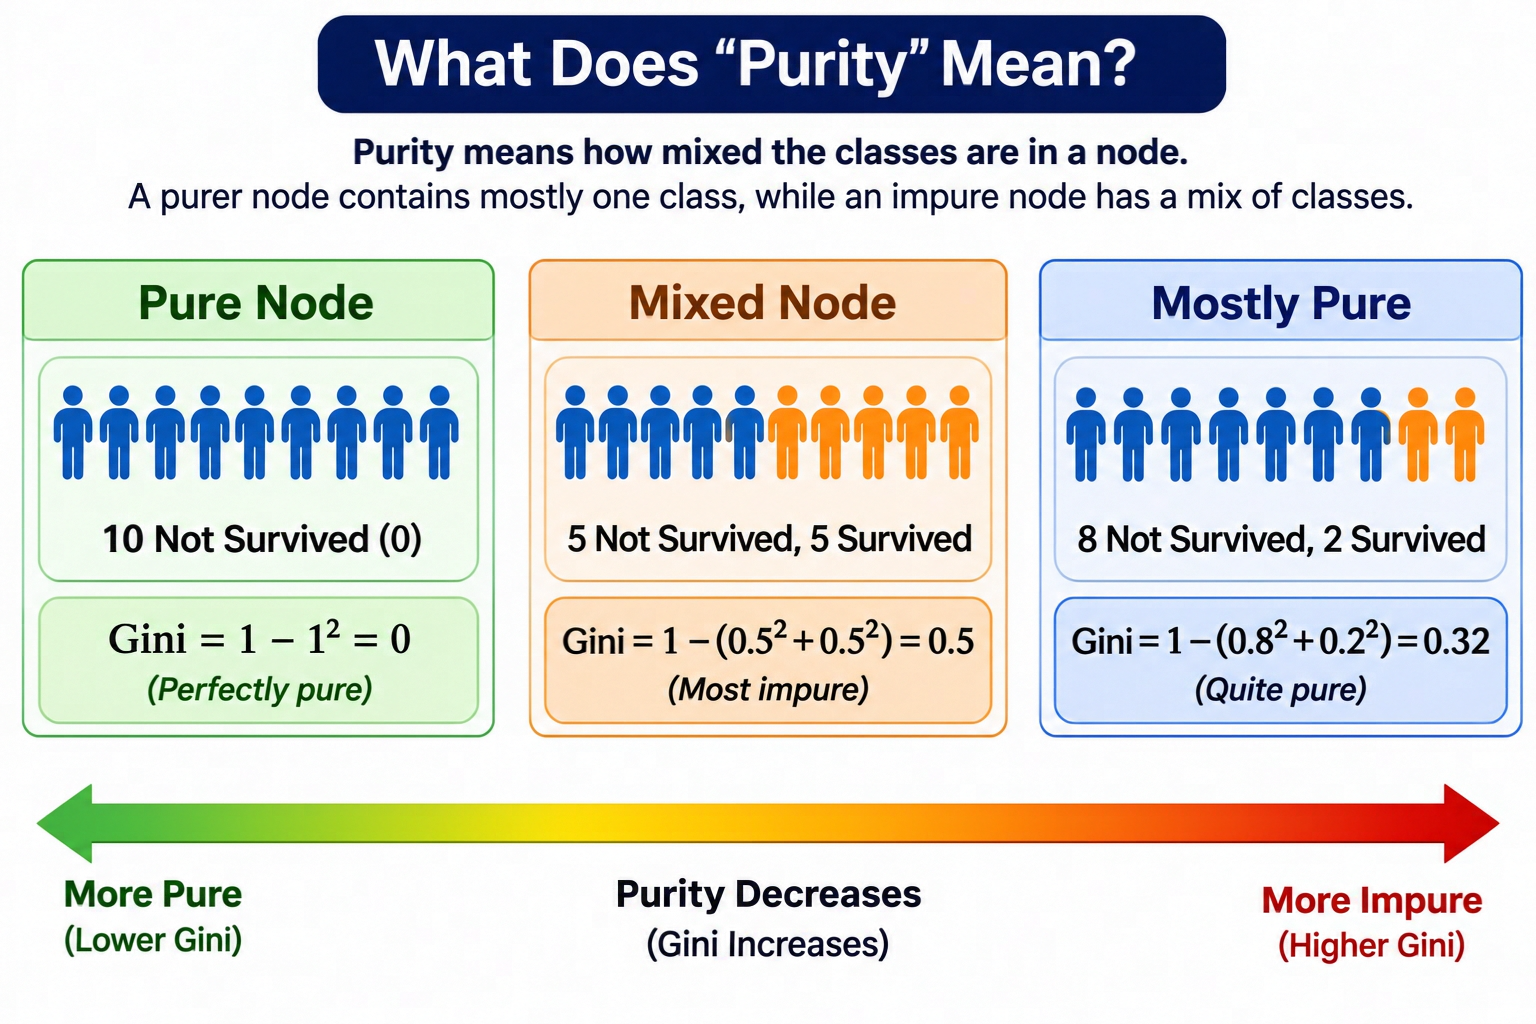 What Does “Purity” Mean?
Purity means how mixed the classes are in a node.
A purer node contains mostly one class, while an impure node has a mix of classes.
Pure Node
10 Not Survived (0)
Gini = 1 − 1² = 0
(Perfectly pure)
Mixed Node
5 Not Survived, 5 Survived
Gini = 1 − (0.5² + 0.5²) = 0.5
(Most impure)
Mostly Pure
8 Not Survived, 2 Survived
Gini = 1 − (0.8² + 0.2²) = 0.32
(Quite pure)
More Pure
(Lower Gini)
Purity Decreases
(Gini Increases)
More Impure
(Higher Gini)